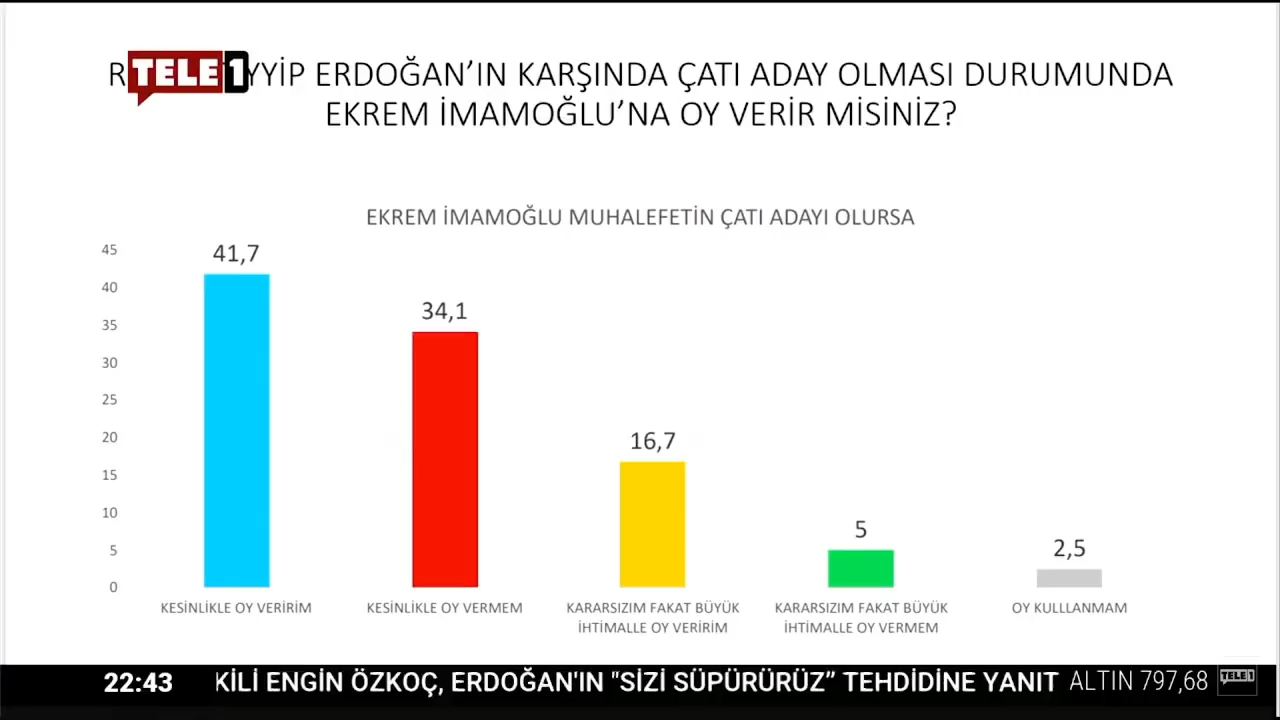 TELE 1
YYİP ERDOĞAN’IN KARŞINDA ÇATI ADAY OLMASI DURUMUNDA
EKREM İMAMOĞLU’NA OY VERİR MİSİNİZ?
EKREM İMAMOĞLU MUHALEFETİN ÇATI ADAYI OLURSA
45
40
35
30
25
20
15
10
5
0
41,7
34,1
16,7
5
2,5
KESİNLİKLE OY VERİRİM
KESİNLIKLE OY VERMEM
KARARSIZIM FAKAT BÜYÜK
İHTİMALLE OY VERİRİM
KARARSIZIM FAKAT BÜYÜK
İHTİMALLE OY VERMEM
OY KULLLANMAM
22:43 KİLİ ENGİN ÖZKOÇ, ERDOĞAN'IN "SİZİ SÜPÜRÜRÜZ” TEHDİDİNE YANIT ALTIN 797,68 TELE1